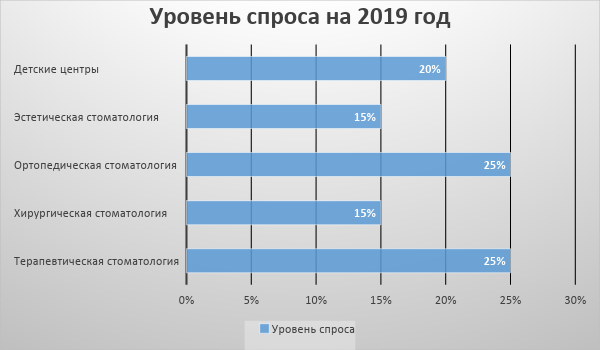 Уровень спроса на 2019 год
Детские центры
20%
Эстетическая стоматология
15%
Ортопедическая стоматология
25%
Хирургическая стоматология
15%
Терапевтическая стоматология
25%
0% 5% 10% 15% 20% 25% 30%
Уровень спроса